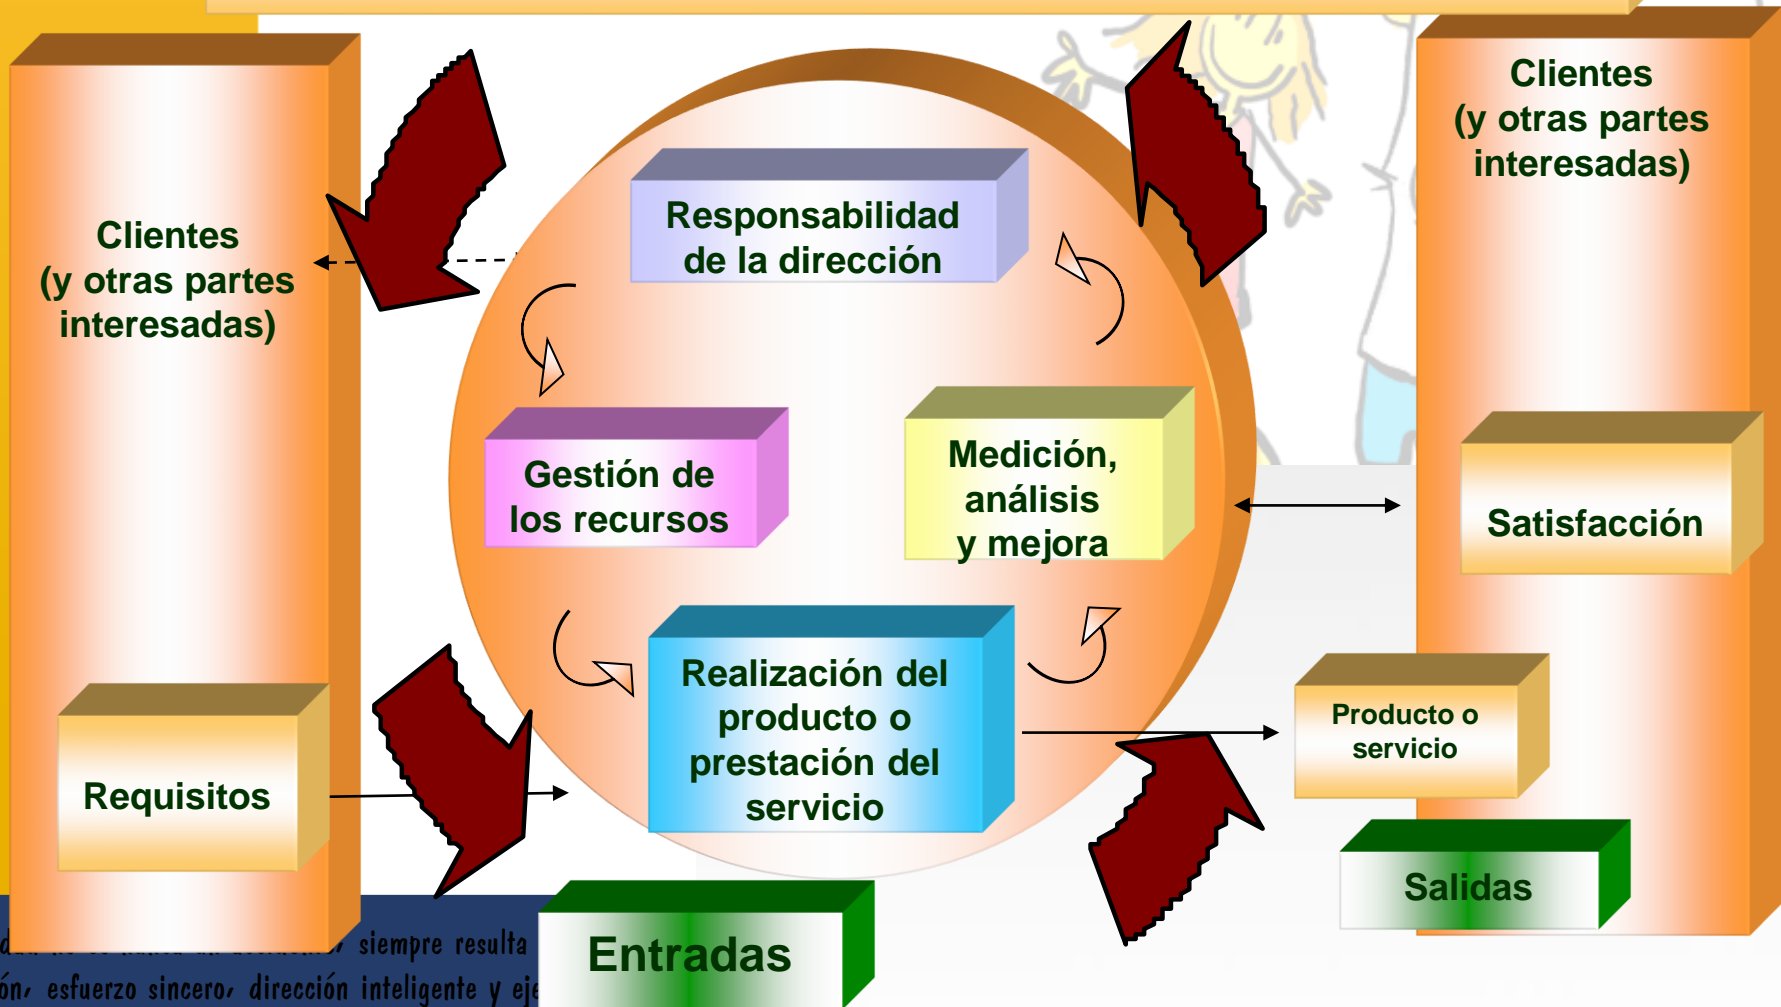 Clientes
(y otras partes
interesadas)
Requisitos
Responsabilidad
de la dirección
Gestión de
los recursos
Medición,
análisis
y mejora
Realización del
producto o
prestación del
servicio
Clientes
(y otras partes
interesadas)
Satisfacción
Producto o
servicio
Salidas
Entradas
siempre resulta
esfuerzo sincero, dirección inteligente y